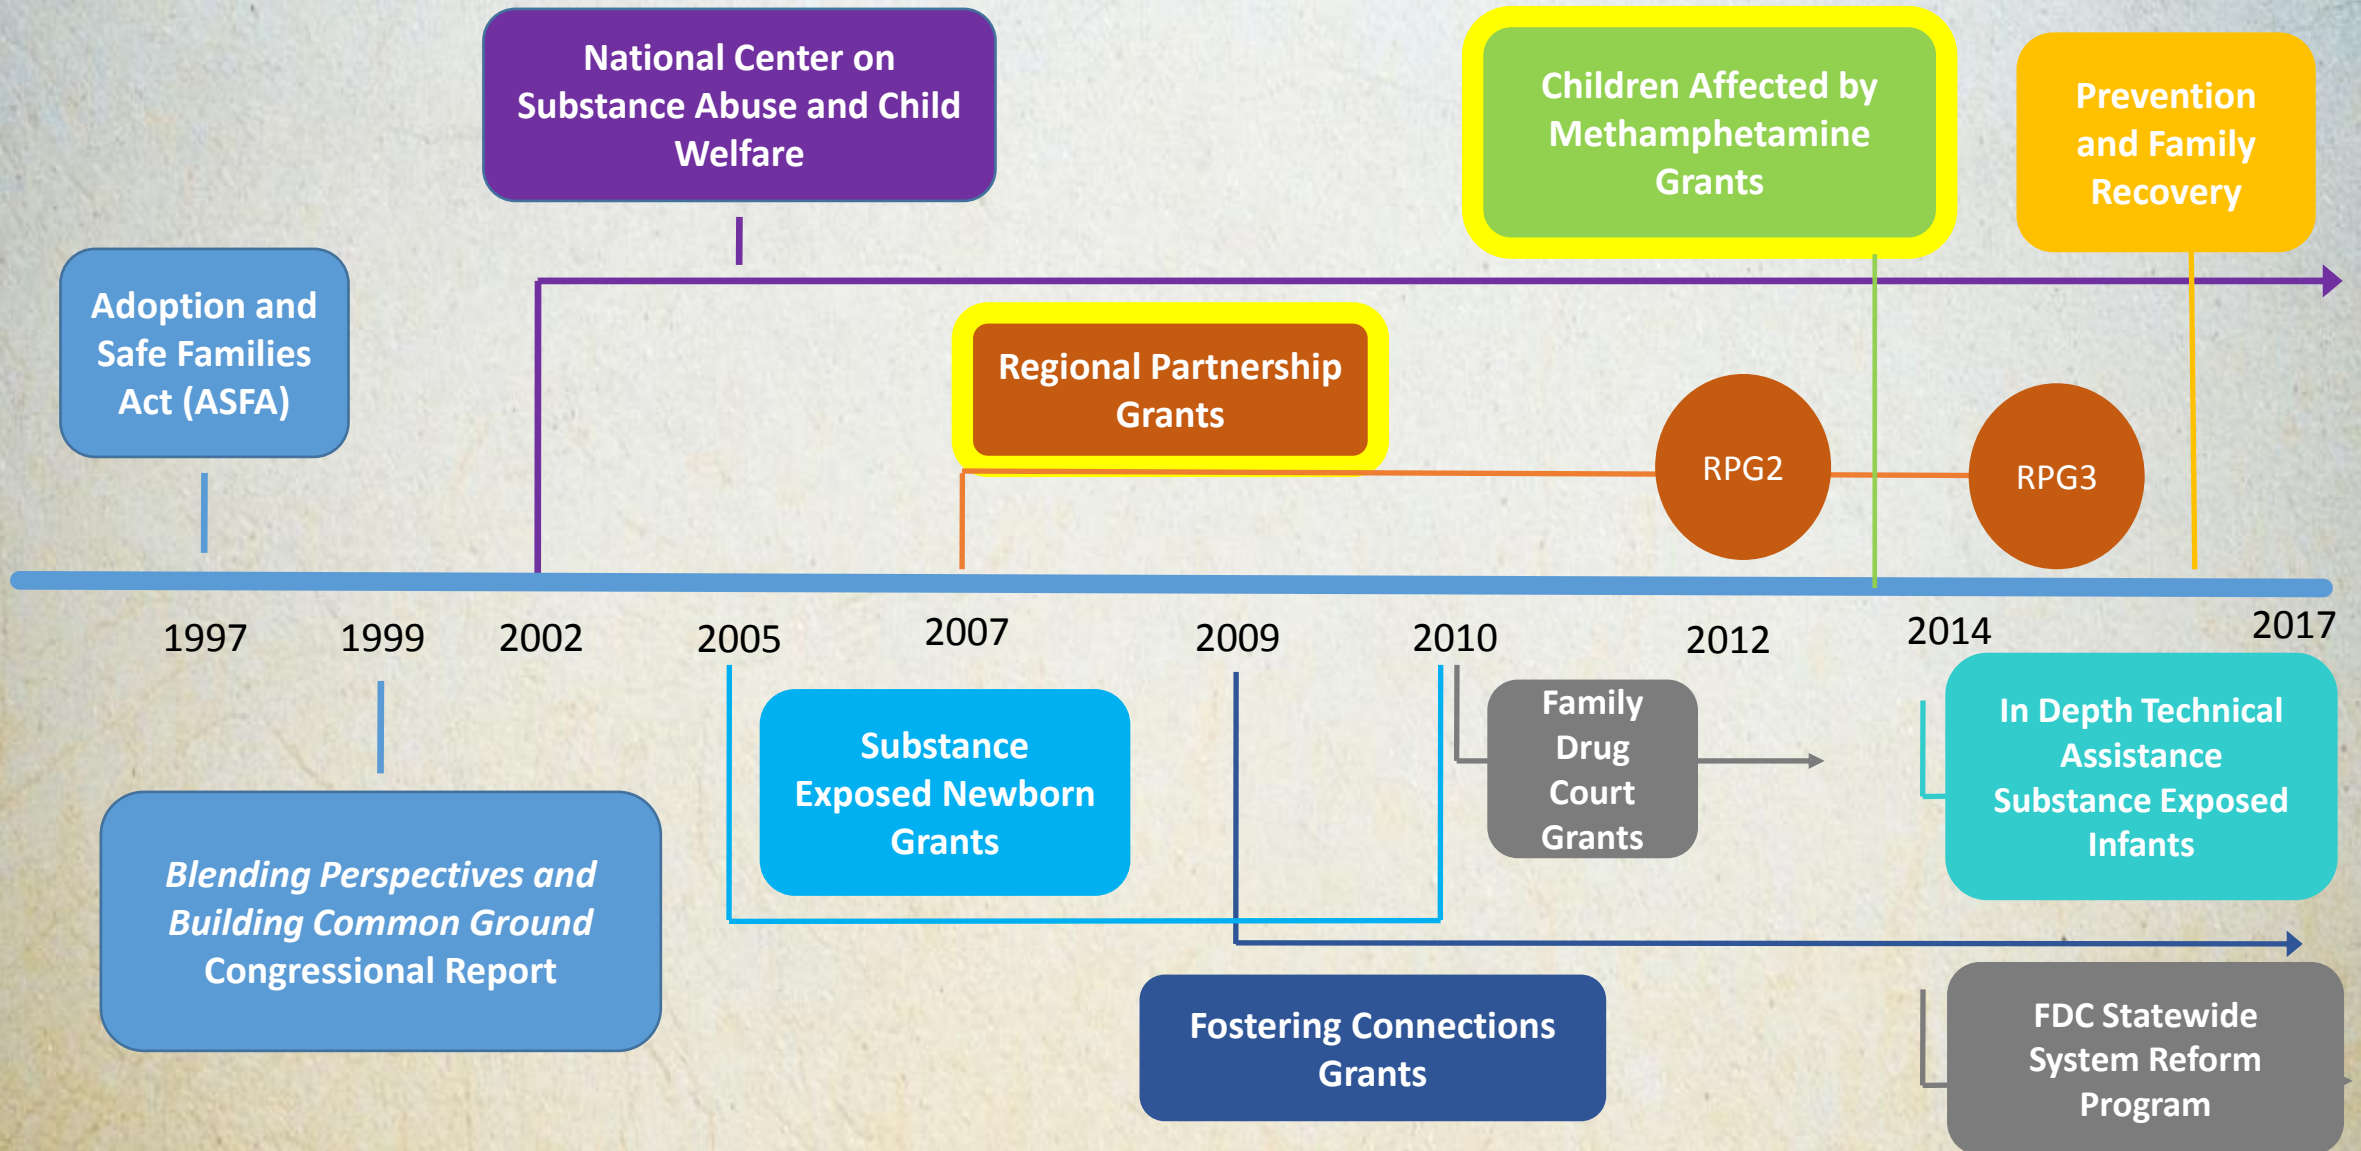 National Center on
Substance Abuse and Child
Welfare
Children Affected by
Methamphetamine
Grants
Prevention
and Family
Recovery
Adoption and
Safe Families
Act (ASFA)
Regional Partnership
Grants
RPG2
RPG3
1997
1999
2002
2005
2007
2009
2010
2012
2014
2017
Substance
Exposed Newborn
Grants
Family
Drug
Court
Grants
In Depth Technical
Assistance
Substance Exposed
Infants
Blending Perspectives and
Building Common Ground
Congressional Report
Fostering Connections
Grants
FDC Statewide
System Reform
Program